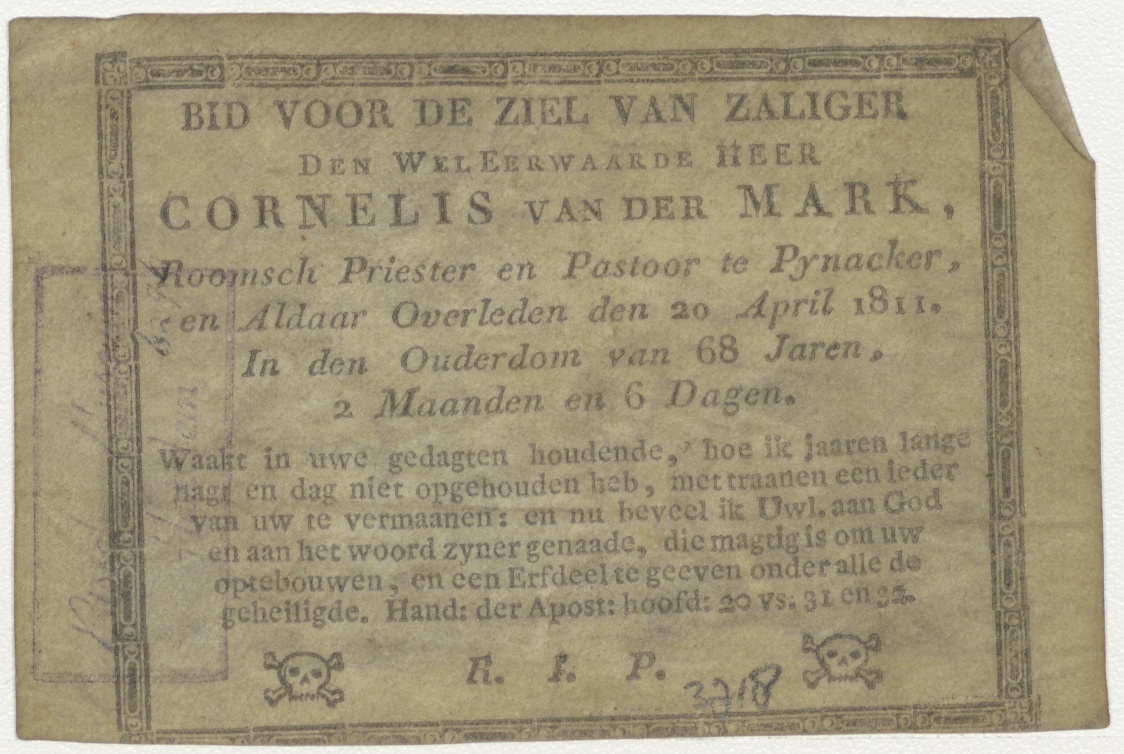 BID VOOR DE ZIEL VAN ZALIGER
DEN WELEERWAARDE HEER
CORNELIS VAN DER MARK,
Roomsch Priester en Pastoor te Pynacker,
en Aldaar Overleden den 20 April 1811.
In den Ouderdom van 68 Jaren,
2 Maanden en 6 Dagen.
Waakt in uwe gedagten houdende, hoe ik jaaren lange
nagt en dag niet opgehouden heb, met traanen een ieder
van uw te vermaanen: en nu beveel ik Uwl. aan God
en aan het woord zyner genaade, die magtig is om uw
optebouwen, en een Erfdeel te geeven onder alle de
geheiligde. Hand: der Apost: hoofd: 20 vs. 31 en 32.
R. I. P.
3718